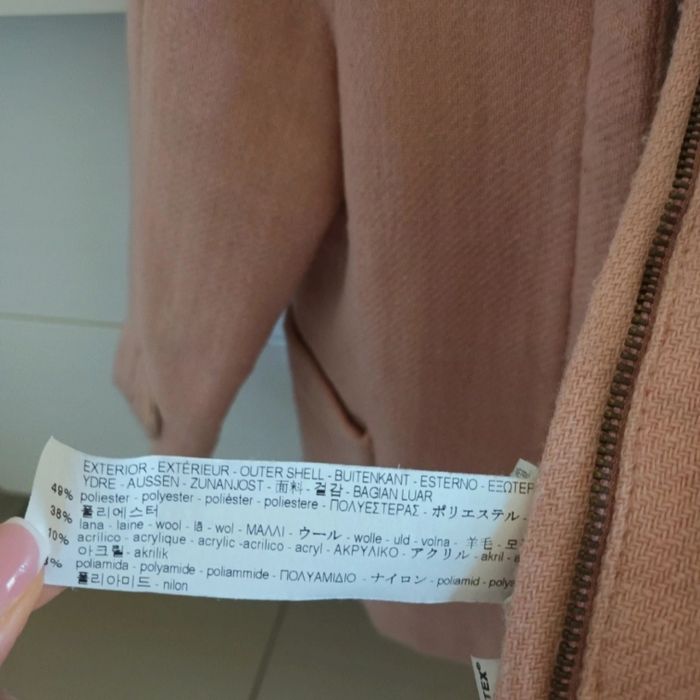 EXTERIOR - EXTÉRIEUR - OUTER SHELL - BUITENKANT - ESTERNO - ΕΞΩΤΕΡ
YDRE - AUSSEN - ZUNANJOST - 面料 - 겉감 - BAGIAN LUAR
49% poliester - polyester - poliéster - poliestere - ΠΟΛΥΕΣΤΕΡΑΣ - ポリエステル -
폴리에스터
38% lana - laine - wool - lã - wol - ΜΑΛΛΙ - ウール - wolle - uld - volna - 羊毛 - 모
10% acrílico - acrylique - acrylic - acrilico - acryl - ΑΚΡΥΛΙΚΟ - アクリル - akril -
아크릴 - akrilik
% poliamida - polyamide - poliammide - ΠΟΛΥΑΜΙΔΙΟ - ナイロン - poliamid -
폴리아미드 - nilon
TEX®